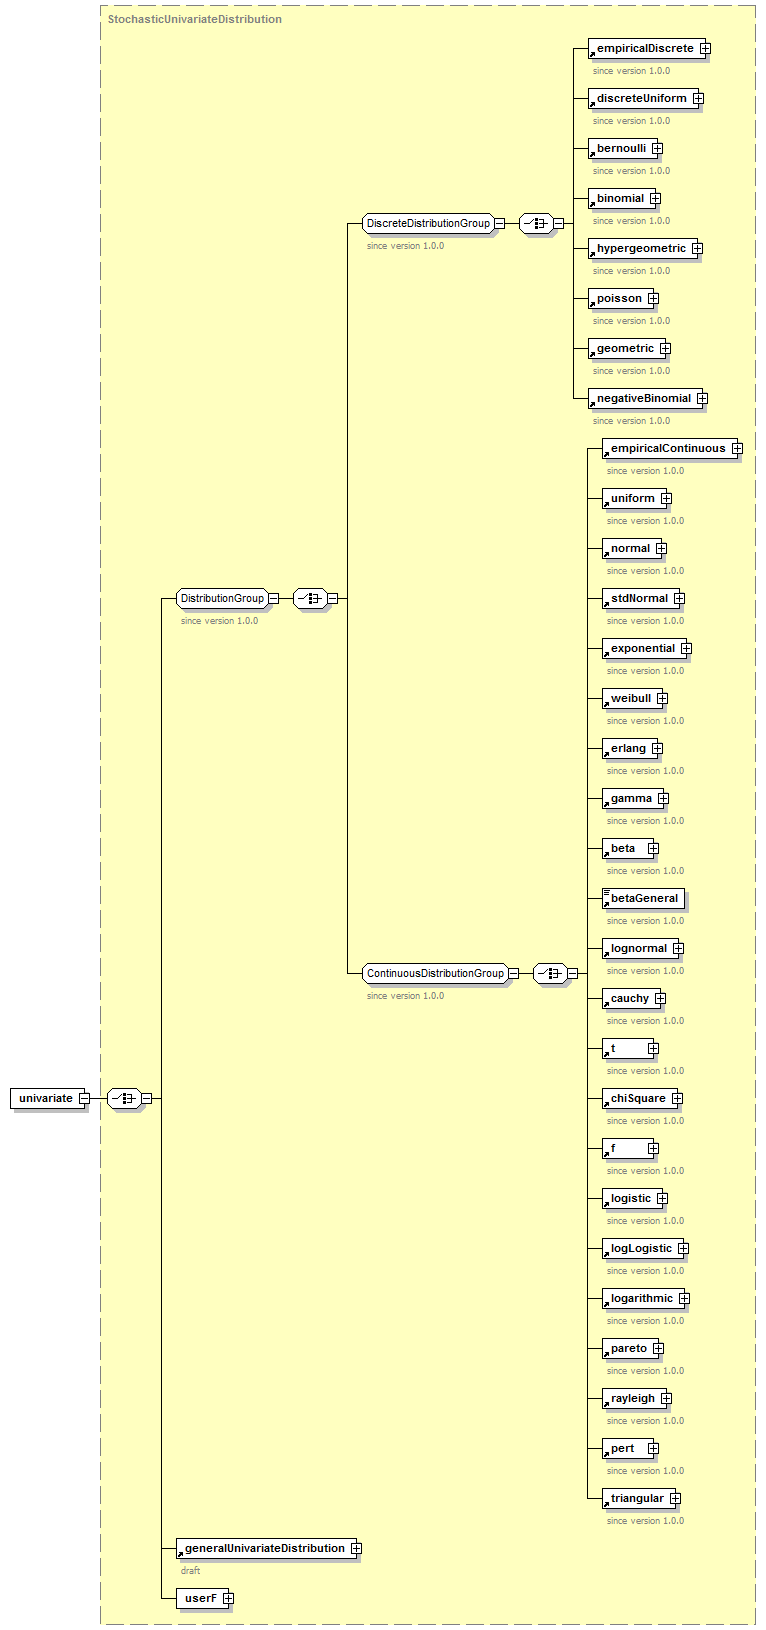 StochasticUnivariateDistribution
empiricalDiscrete
since version 1.0.0
discreteUniform
since version 1.0.0
bernoulli
since version 1.0.0
binomial
since version 1.0.0
DiscreteDistributionGroup
since version 1.0.0
hypergeometric
since version 1.0.0
poisson
since version 1.0.0
geometric
since version 1.0.0
negativeBinomial
since version 1.0.0
empiricalContinuous
since version 1.0.0
uniform
since version 1.0.0
normal
since version 1.0.0
DistributionGroup
since version 1.0.0
stdNormal
since version 1.0.0
exponential
since version 1.0.0
weibull
since version 1.0.0
erlang
since version 1.0.0
gamma
since version 1.0.0
beta
since version 1.0.0
betaGeneral
since version 1.0.0
lognormal
since version 1.0.0
ContinuousDistributionGroup
since version 1.0.0
cauchy
since version 1.0.0
t
since version 1.0.0
univariate
chiSquare
since version 1.0.0
f
since version 1.0.0
logistic
since version 1.0.0
logLogistic
since version 1.0.0
logarithmic
since version 1.0.0
pareto
since version 1.0.0
rayleigh
since version 1.0.0
pert
since version 1.0.0
triangular
since version 1.0.0
generalUnivariateDistribution
draft
userF